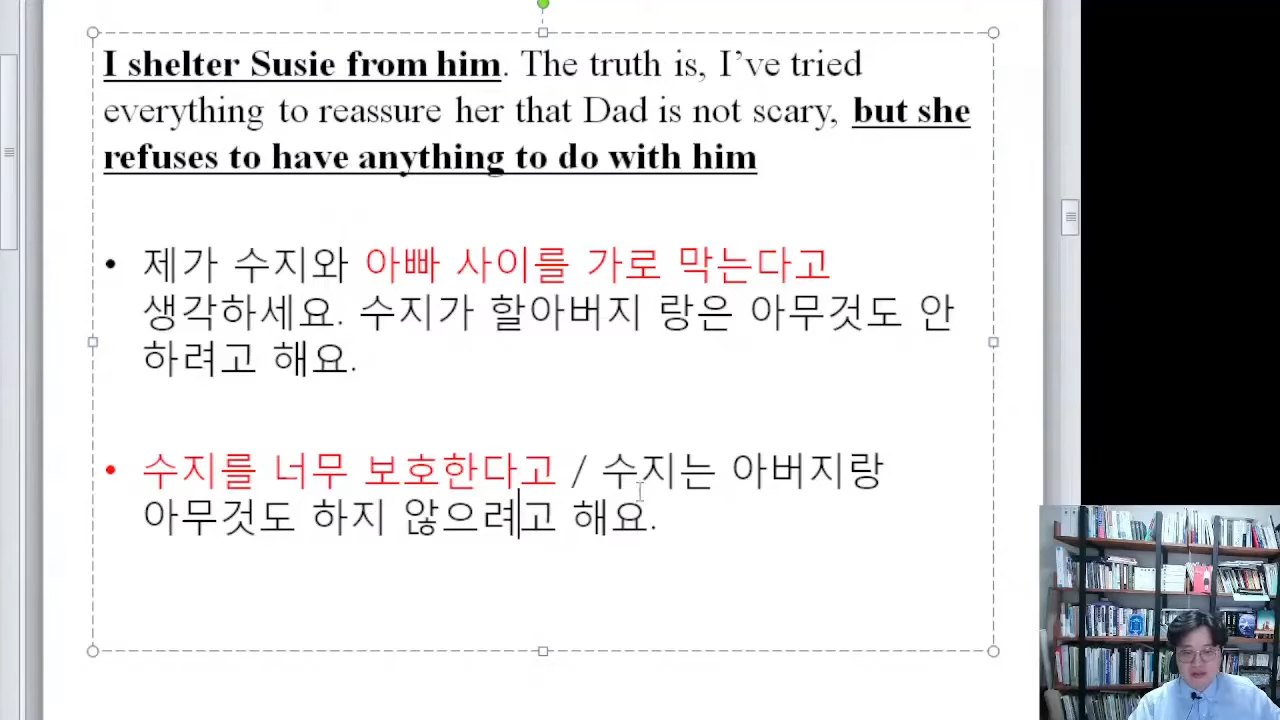 I shelter Susie from him. The truth is, I’ve tried
everything to reassure her that Dad is not scary, but she
refuses to have anything to do with him
• 제가 수지와 아빠 사이를 가로 막는다고
생각하세요. 수지가 할아버지 랑은 아무것도 안
하려고 해요.
• 수지를 너무 보호한다고 / 수지는 아버지랑
아무것도 하지 않으려고 해요.